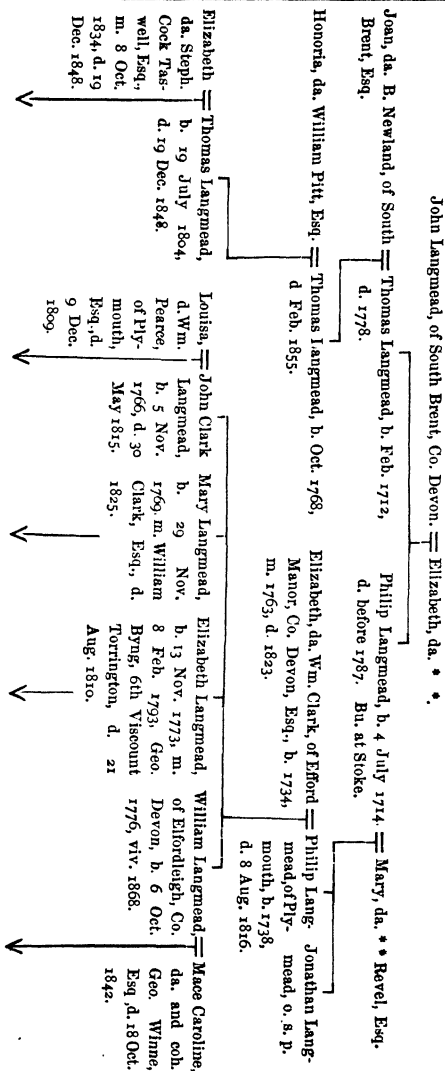 John Langmead, of South Brent, Co. Devon. = Elizabeth, da. * *.
Joan, da. B. Newland, of South
Brent, Esq.
= Thomas Langmead, b. Feb. 1712,
d. 1778.
Philip Langmead, b. 4 July 1714.
d. before 1787. Bu. at Stoke.
= Mary, da. * * Revel, Esq.
Honoria, da. William Pitt, Esq. = Thomas Langmead, b. Oct. 1768,
d Feb. 1855.
Elizabeth, da. Wm. Clark, of Efford
Manor, Co. Devon, Esq., b. 1734,
m. 1763, d. 1823.
= Philip Lang-
mead, of Ply-
mouth, b. 1738,
d. 8 Aug. 1816.
Jonathan Lang-
mead, o. s. p.
Elizabeth
da. Steph.
Cock Tas-
well, Esq.,
m. 8 Oct.
1834, d. 19
Dec. 1848.
= Thomas Langmead,
b. 19 July 1804,
d. 19 Dec. 1848.
Louisa,
d. Wm.
Pearce,
of Ply-
mouth,
Esq., d.
9 Dec.
1809.
= John Clark
Langmead,
b. 5 Nov.
1766, d. 30
May 1815.
Mary Langmead,
b. 29 Nov.
1769. m. William
Clark, Esq., d.
1825.
Elizabeth Langmead,
b. 13 Nov. 1773, m.
8 Feb. 1793, Geo.
Byng, 6th Viscount
Torrington, d. 21
Aug. 1810.
William Langmead,
of Elfordleigh, Co.
Devon, b. 6 Oct.
1776, viv. 1868.
= Mace Caroline,
da. and coh.
Geo. Winne,
Esq, d. 18 Oct.
1842.